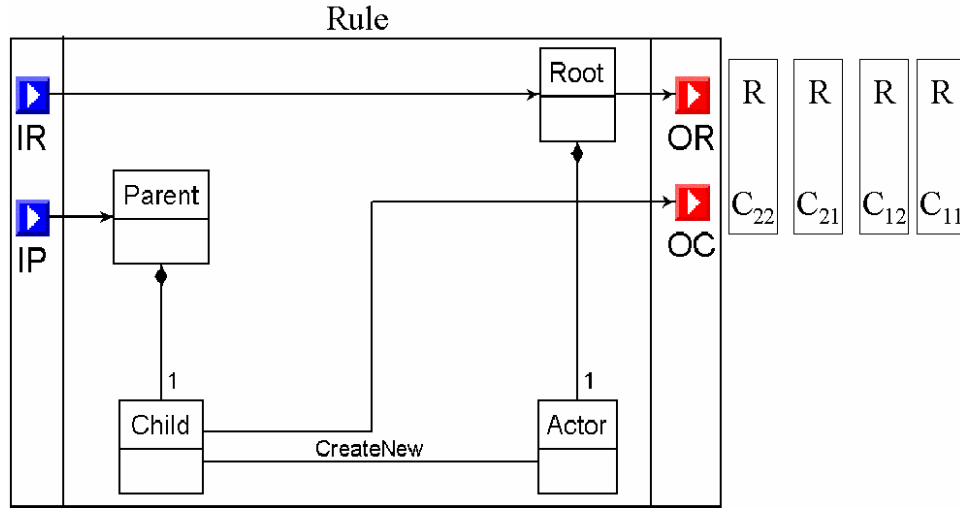 Rule
Root
IR
OR
R R R R
Parent
IP
OC
C22 C21 C12 C11
1
1
Child
Actor
CreateNew